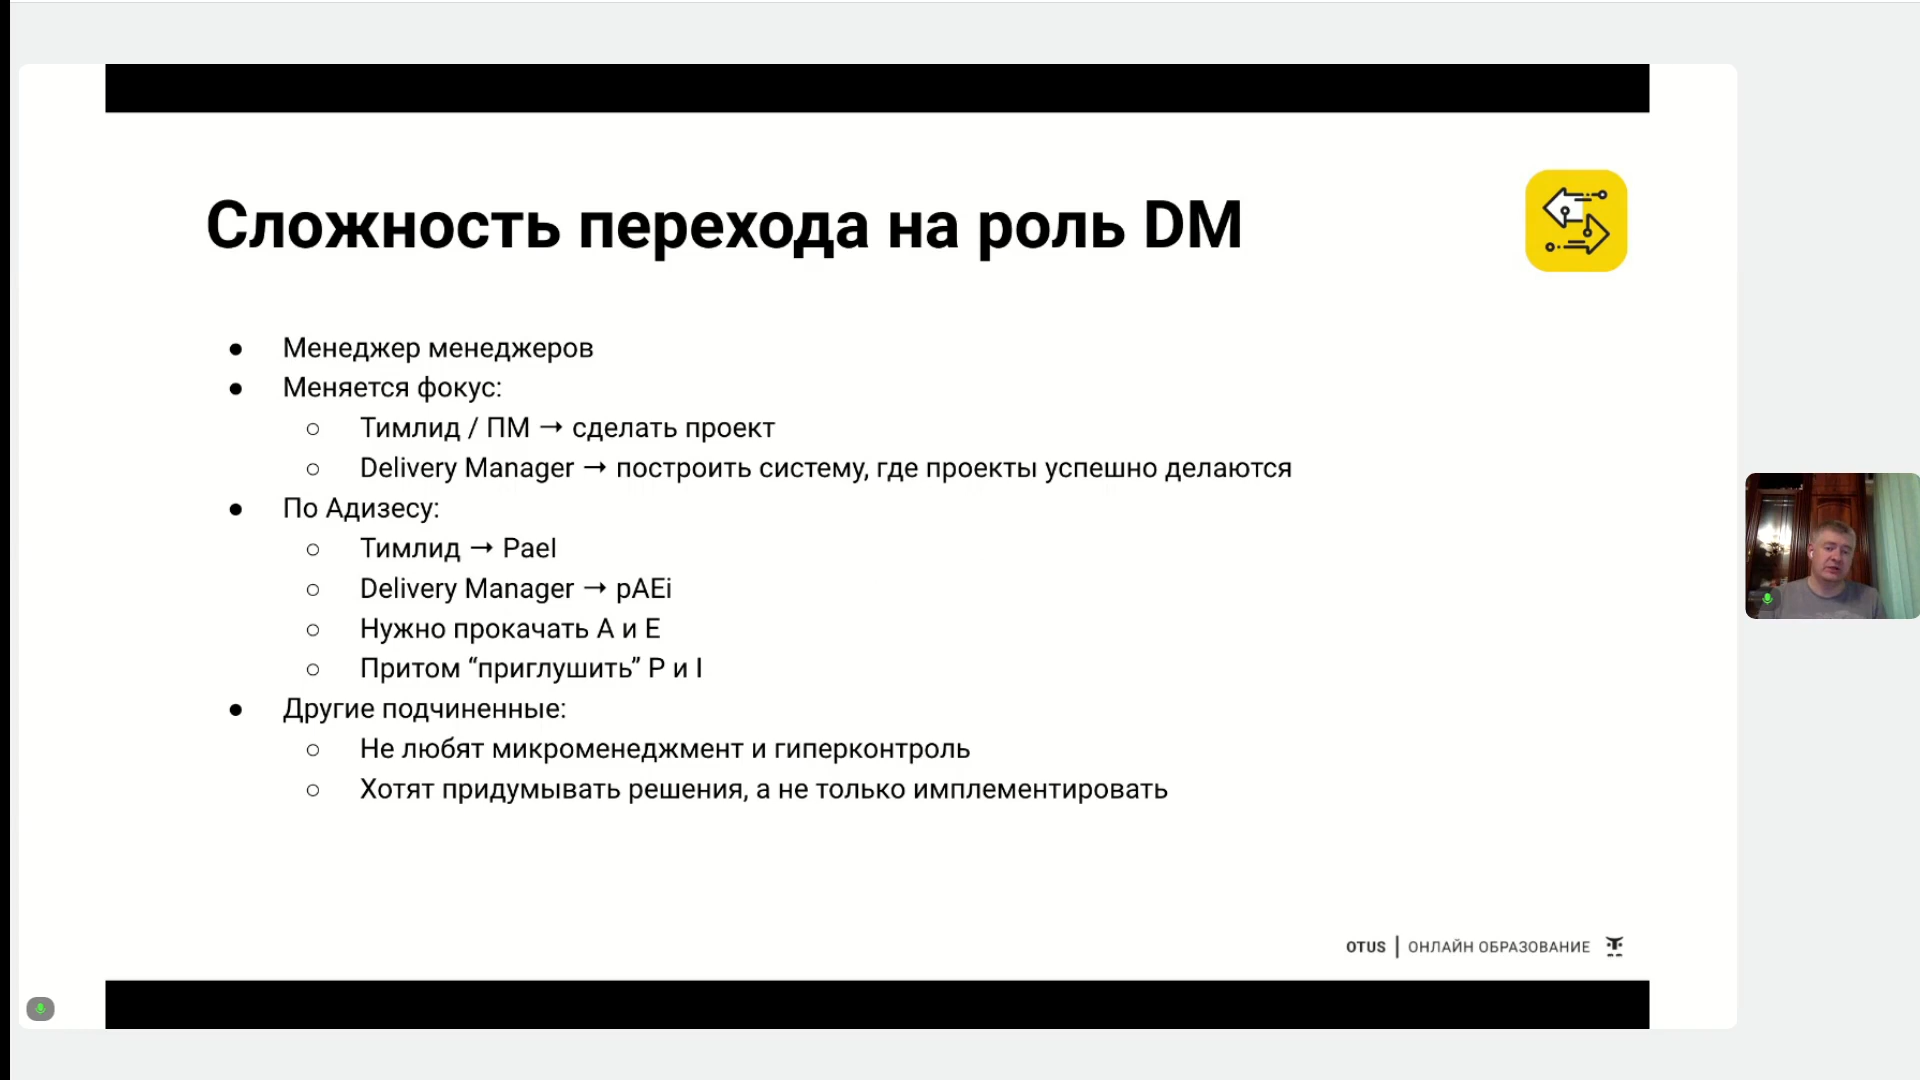 Сложность перехода на роль DM
● Менеджер менеджеров
● Меняется фокус:
○ Тимлид / ПМ → сделать проект
○ Delivery Manager → построить систему, где проекты успешно делаются
● По Адизесу:
○ Тимлид → PaeI
○ Delivery Manager → pAEi
○ Нужно прокачать A и E
○ Притом “приглушить” P и I
● Другие подчиненные:
○ Не любят микроменеджмент и гиперконтроль
○ Хотят придумывать решения, а не только имплементировать
OTUS | ОНЛАЙН ОБРАЗОВАНИЕ